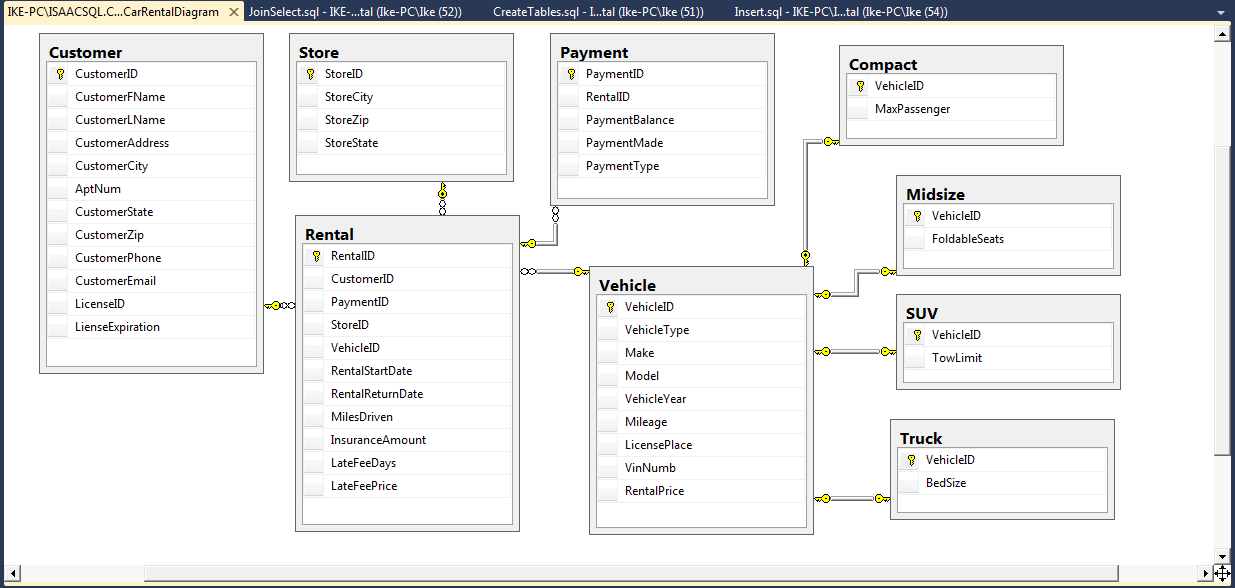 IKE-PC\ISAACSQL.C...CarRentalDiagram
JoinSelect.sql - IKE-...tal (Ike-PC\Ike (52))
CreateTables.sql - I...tal (Ike-PC\Ike (51))
Insert.sql - IKE-PC\I...tal (Ike-PC\Ike (54))
Customer
CustomerID
CustomerFName
CustomerLName
CustomerAddress
CustomerCity
AptNum
CustomerState
CustomerZip
CustomerPhone
CustomerEmail
LicenseID
LienseExpiration
Store
StoreID
StoreCity
StoreZip
StoreState
Payment
PaymentID
RentalID
PaymentBalance
PaymentMade
PaymentType
Compact
VehicleID
MaxPassenger
Midsize
VehicleID
FoldableSeats
Rental
RentalID
CustomerID
PaymentID
StoreID
VehicleID
RentalStartDate
RentalReturnDate
MilesDriven
InsuranceAmount
LateFeeDays
LateFeePrice
Vehicle
VehicleID
VehicleType
Make
Model
VehicleYear
Mileage
LicensePlace
VinNumb
RentalPrice
SUV
VehicleID
TowLimit
Truck
VehicleID
BedSize